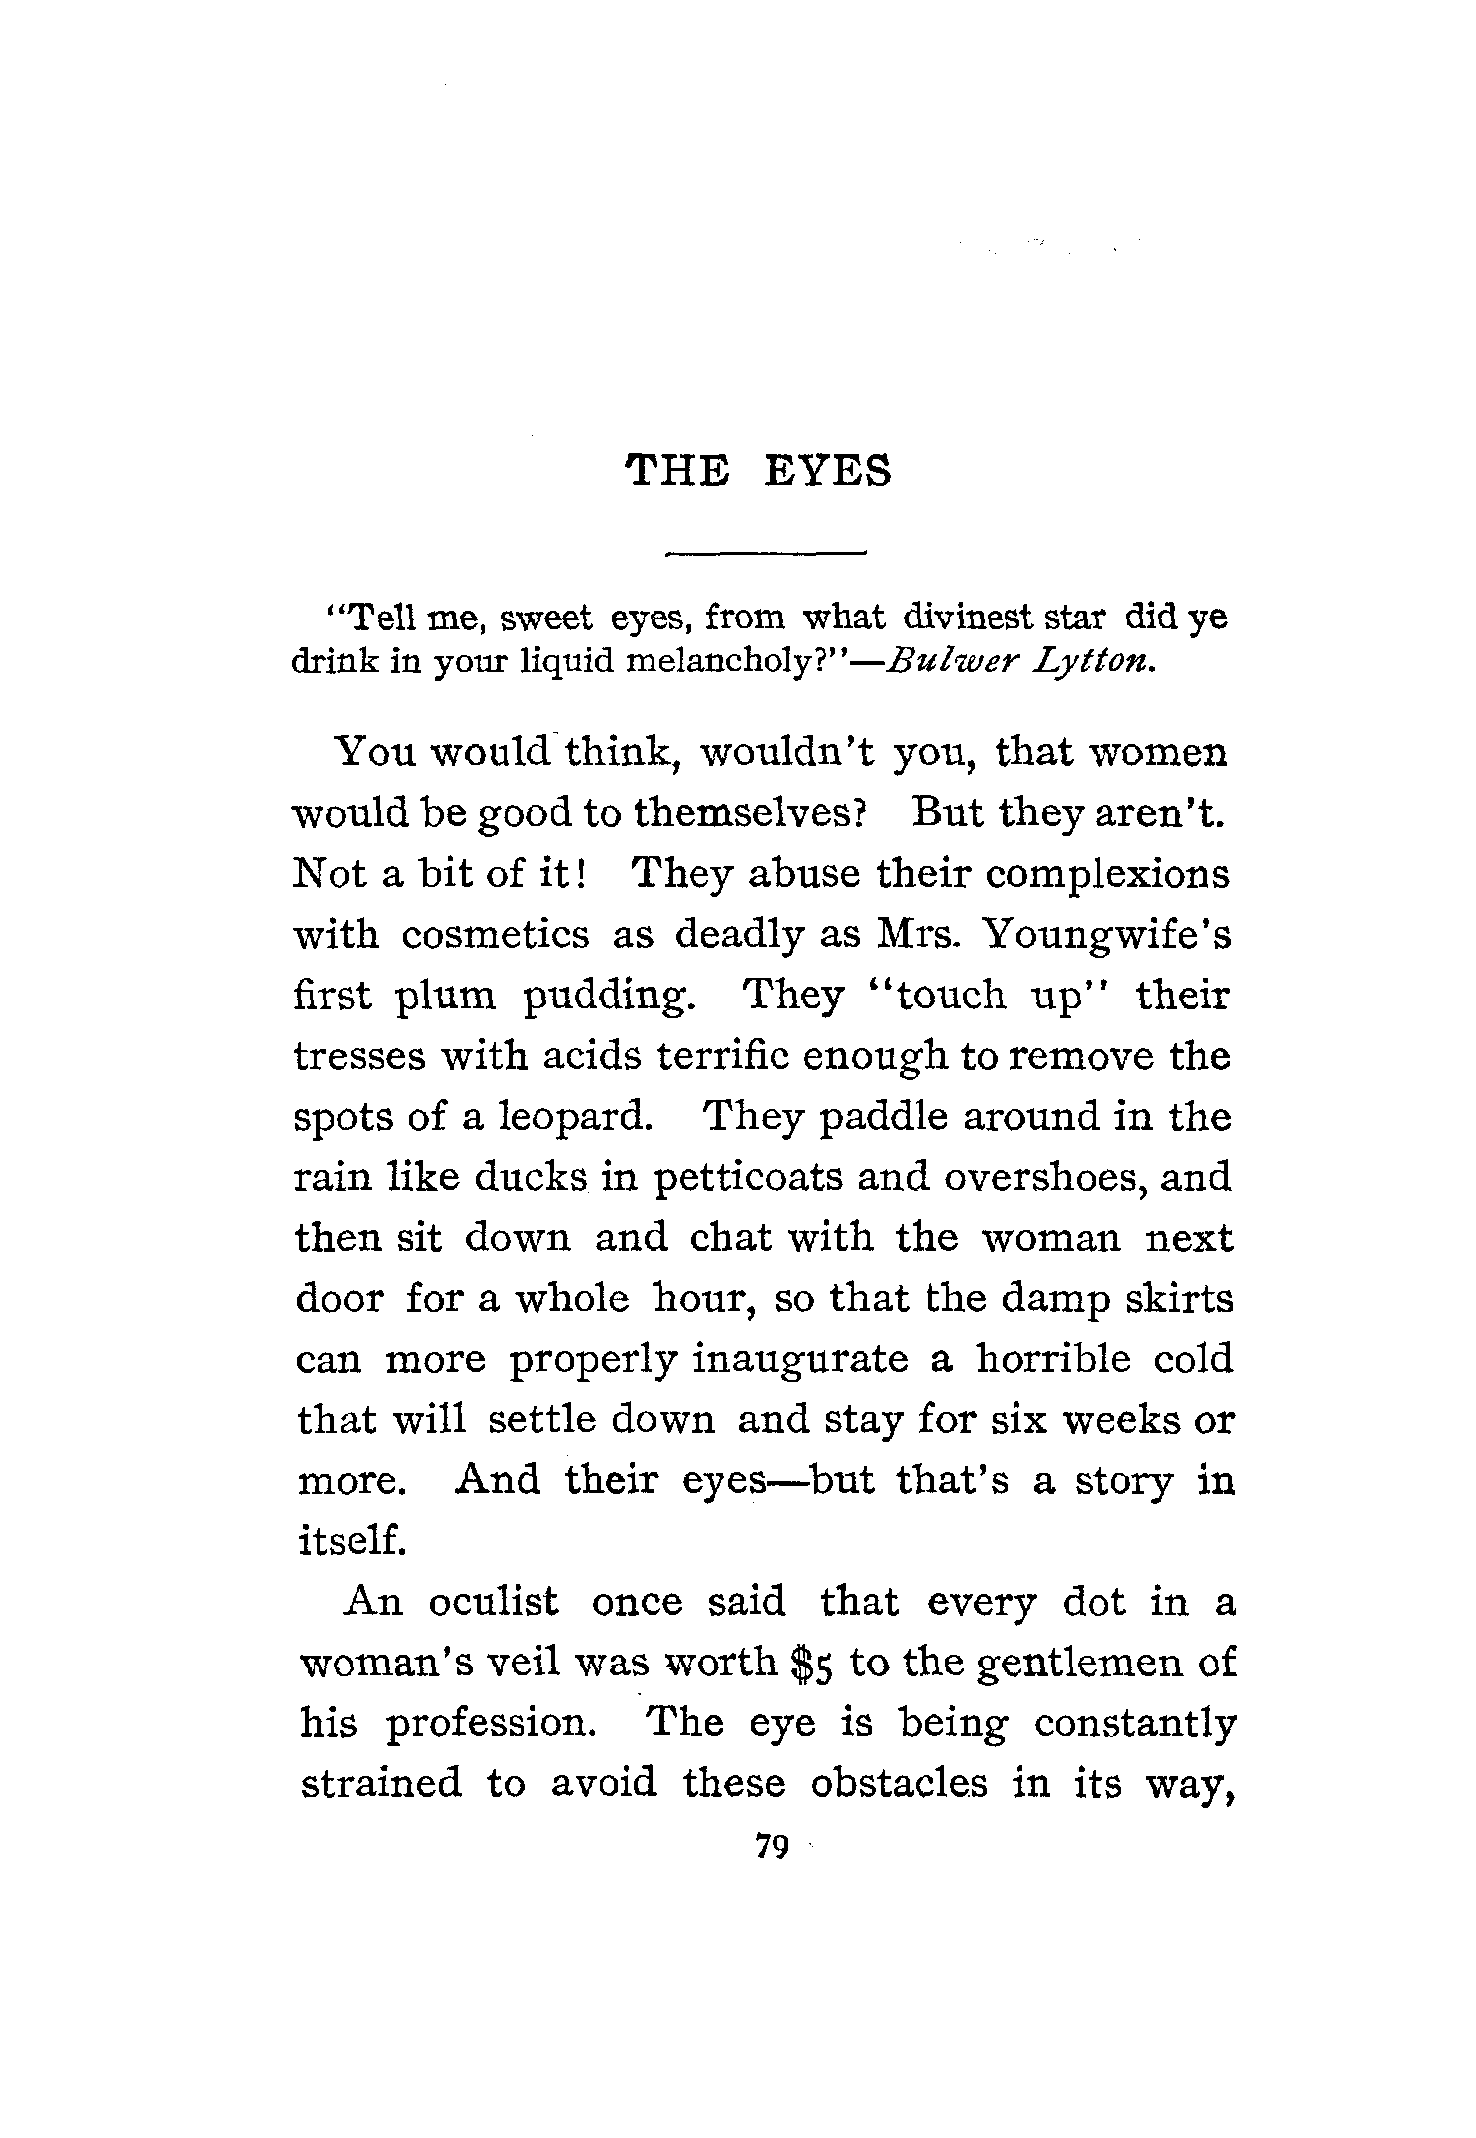 THE EYES
"Tell me, sweet eyes, from what divinest star did ye
drink in your liquid melancholy?"—Bulwer Lytton.
You would think, wouldn't you, that women
would be good to themselves? But they aren't.
Not a bit of it! They abuse their complexions
with cosmetics as deadly as Mrs. Youngwife's
first plum pudding. They "touch up" their
tresses with acids terrific enough to remove the
spots of a leopard. They paddle around in the
rain like ducks in petticoats and overshoes, and
then sit down and chat with the woman next
door for a whole hour, so that the damp skirts
can more properly inaugurate a horrible cold
that will settle down and stay for six weeks or
more. And their eyes—but that's a story in
itself.
An oculist once said that every dot in a
woman's veil was worth $5 to the gentlemen of
his profession. The eye is being constantly
strained to avoid these obstacles in its way,
79